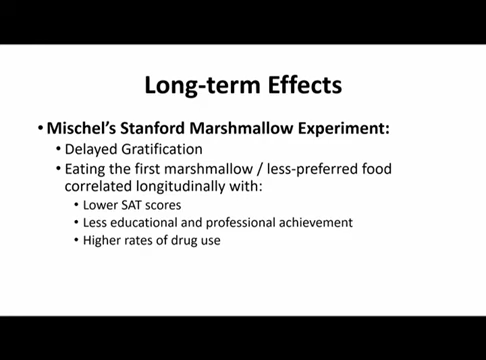 Long-term Effects
• Mischel's Stanford Marshmallow Experiment:
• Delayed Gratification
• Eating the first marshmallow / less-preferred food
correlated longitudinally with:
• Lower SAT scores
• Less educational and professional achievement
• Higher rates of drug use